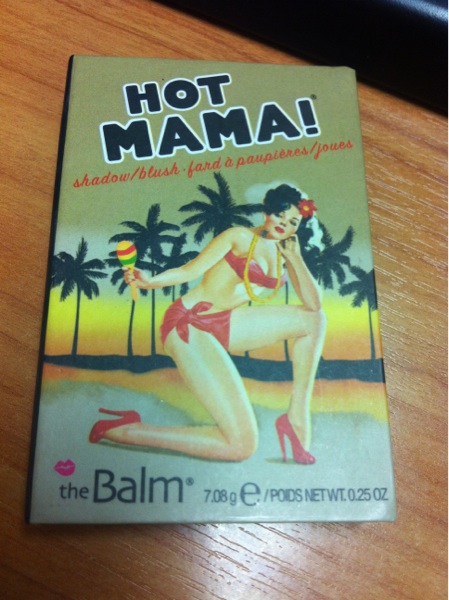 HOT
MAMA!®
shadow/blush · fard à paupières/joues
the Balm® 7.08 g e /POIDS NET WT. 0.25 OZ